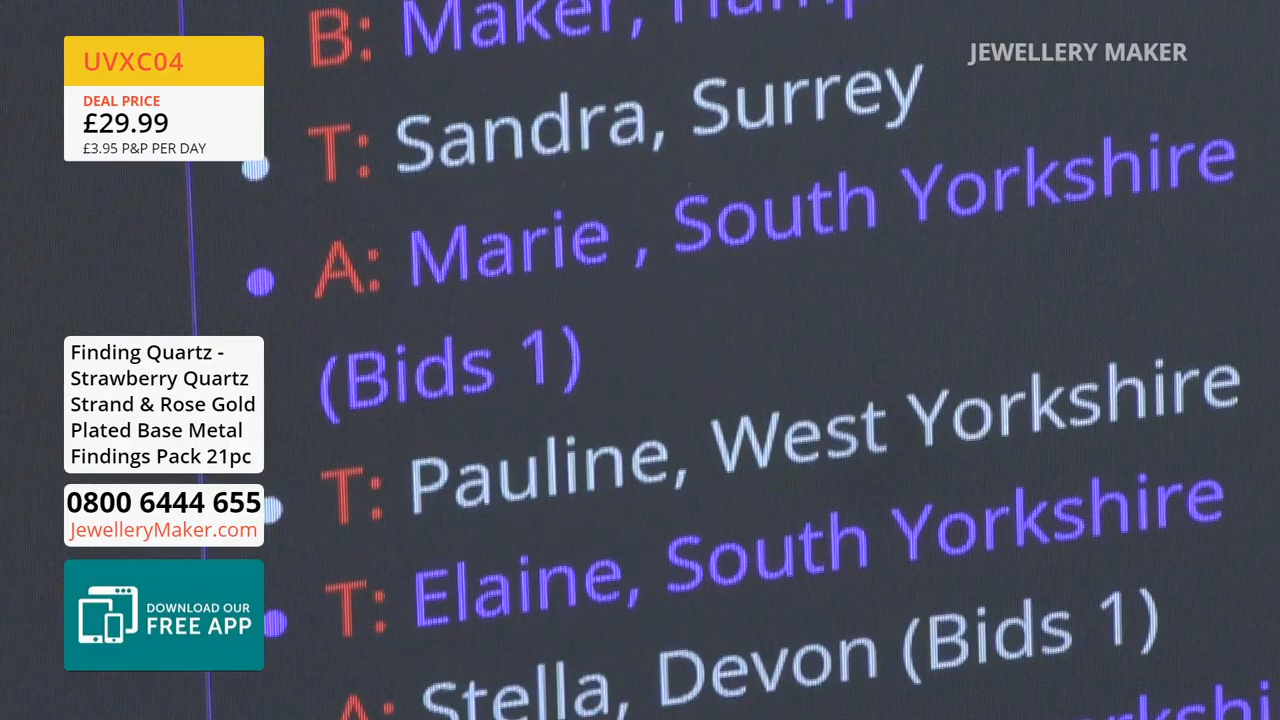 UVXC04
DEAL PRICE
£29.99
£3.95 P&P PER DAY
Finding Quartz -
Strawberry Quartz
Strand & Rose Gold
Plated Base Metal
Findings Pack 21pc
0800 6444 655
JewelleryMaker.com
DOWNLOAD OUR
FREE APP
JEWELLERY MAKER
B: Maker,
T: Sandra, Surrey
A: Marie , South Yorkshire
(Bids 1)
T: Pauline, West Yorkshire
T: Elaine, South Yorkshire
A: Stella, Devon (Bids 1)